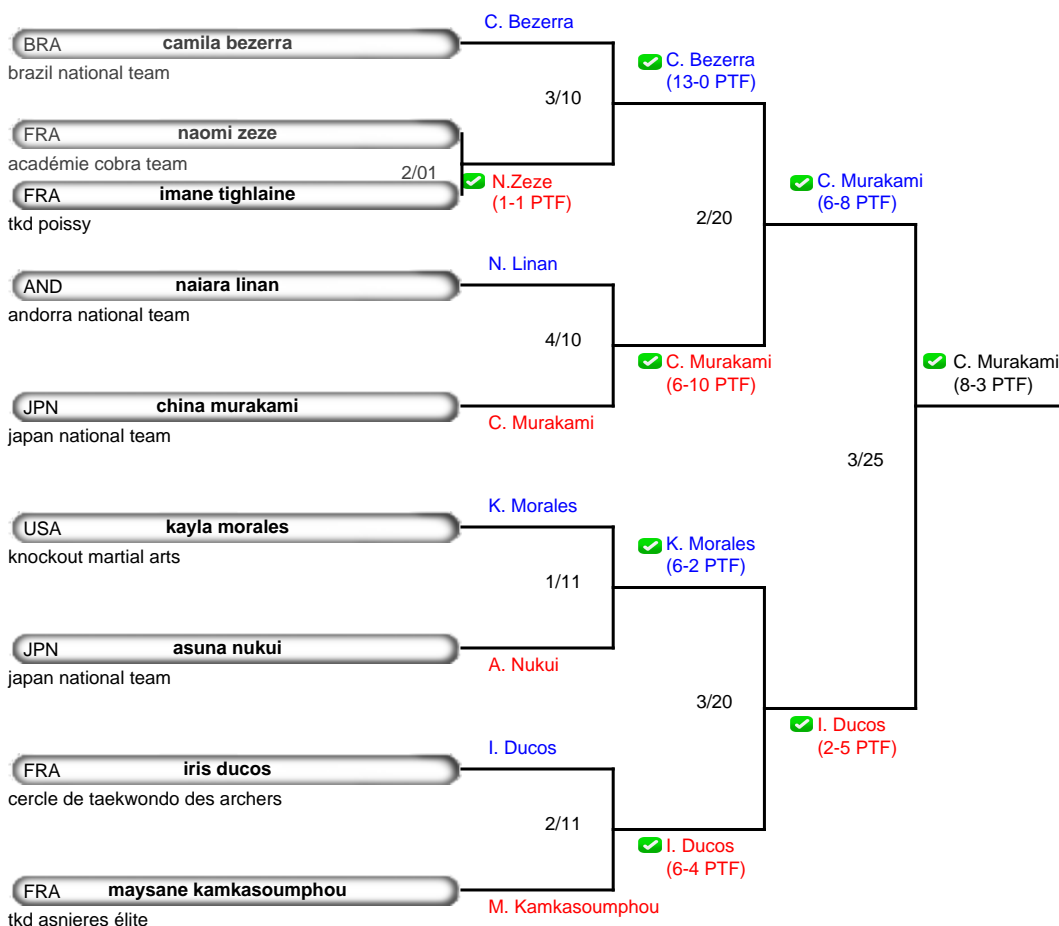 C. Bezerra
BRA camila bezerra
brazil national team
C. Bezerra
(13-0 PTF)
3/10
FRA naomi zeze
académie cobra team
2/01
N.Zeze
(1-1 PTF)
FRA imane tighlaine
tkd poissy
C. Murakami
(6-8 PTF)
2/20
N. Linan
AND naiara linan
andorra national team
4/10
C. Murakami
(6-10 PTF)
C. Murakami
(8-3 PTF)
JPN china murakami
C. Murakami
japan national team
3/25
K. Morales
USA kayla morales
knockout martial arts
K. Morales
(6-2 PTF)
1/11
JPN asuna nukui
A. Nukui
japan national team
3/20
I. Ducos
(2-5 PTF)
I. Ducos
FRA iris ducos
cercle de taekwondo des archers
2/11
I. Ducos
(6-4 PTF)
FRA maysane kamkasoumphou
M. Kamkasoumphou
tkd asnieres élite